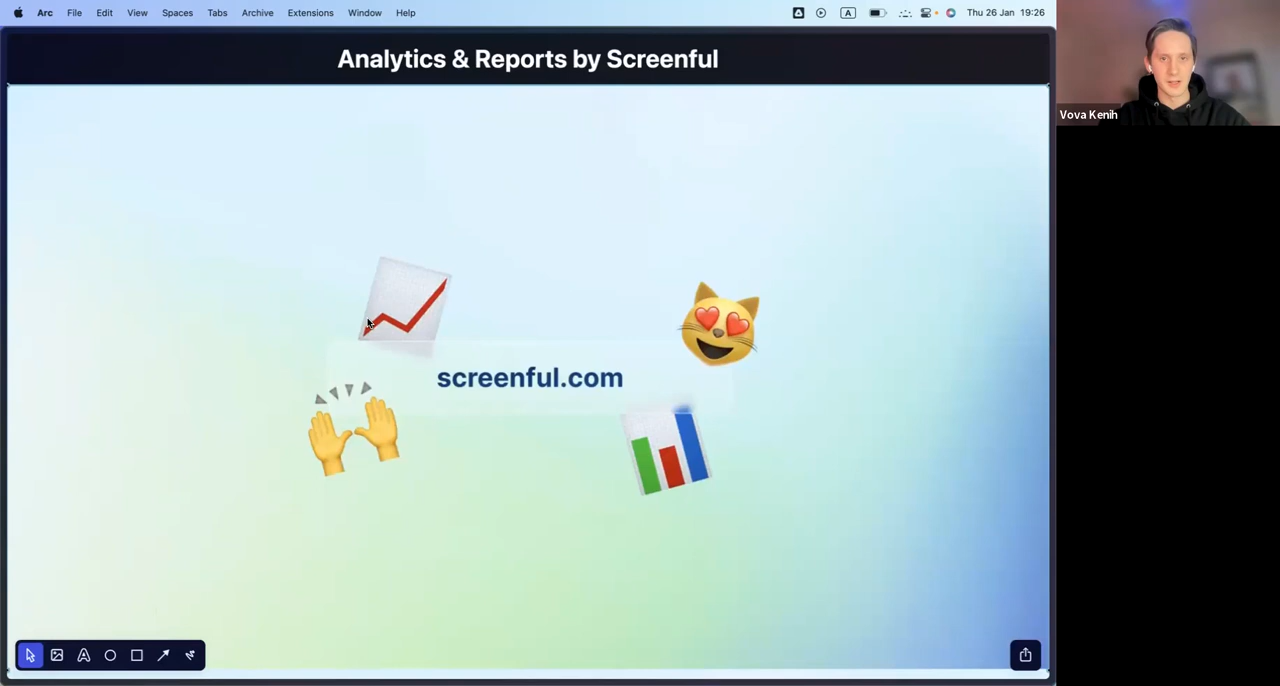 Arc File Edit View Spaces Tabs Archive Extensions Window Help A Thu 26 Jan 19:26
Analytics & Reports by Screenful
Vova Kenih
screenful.com